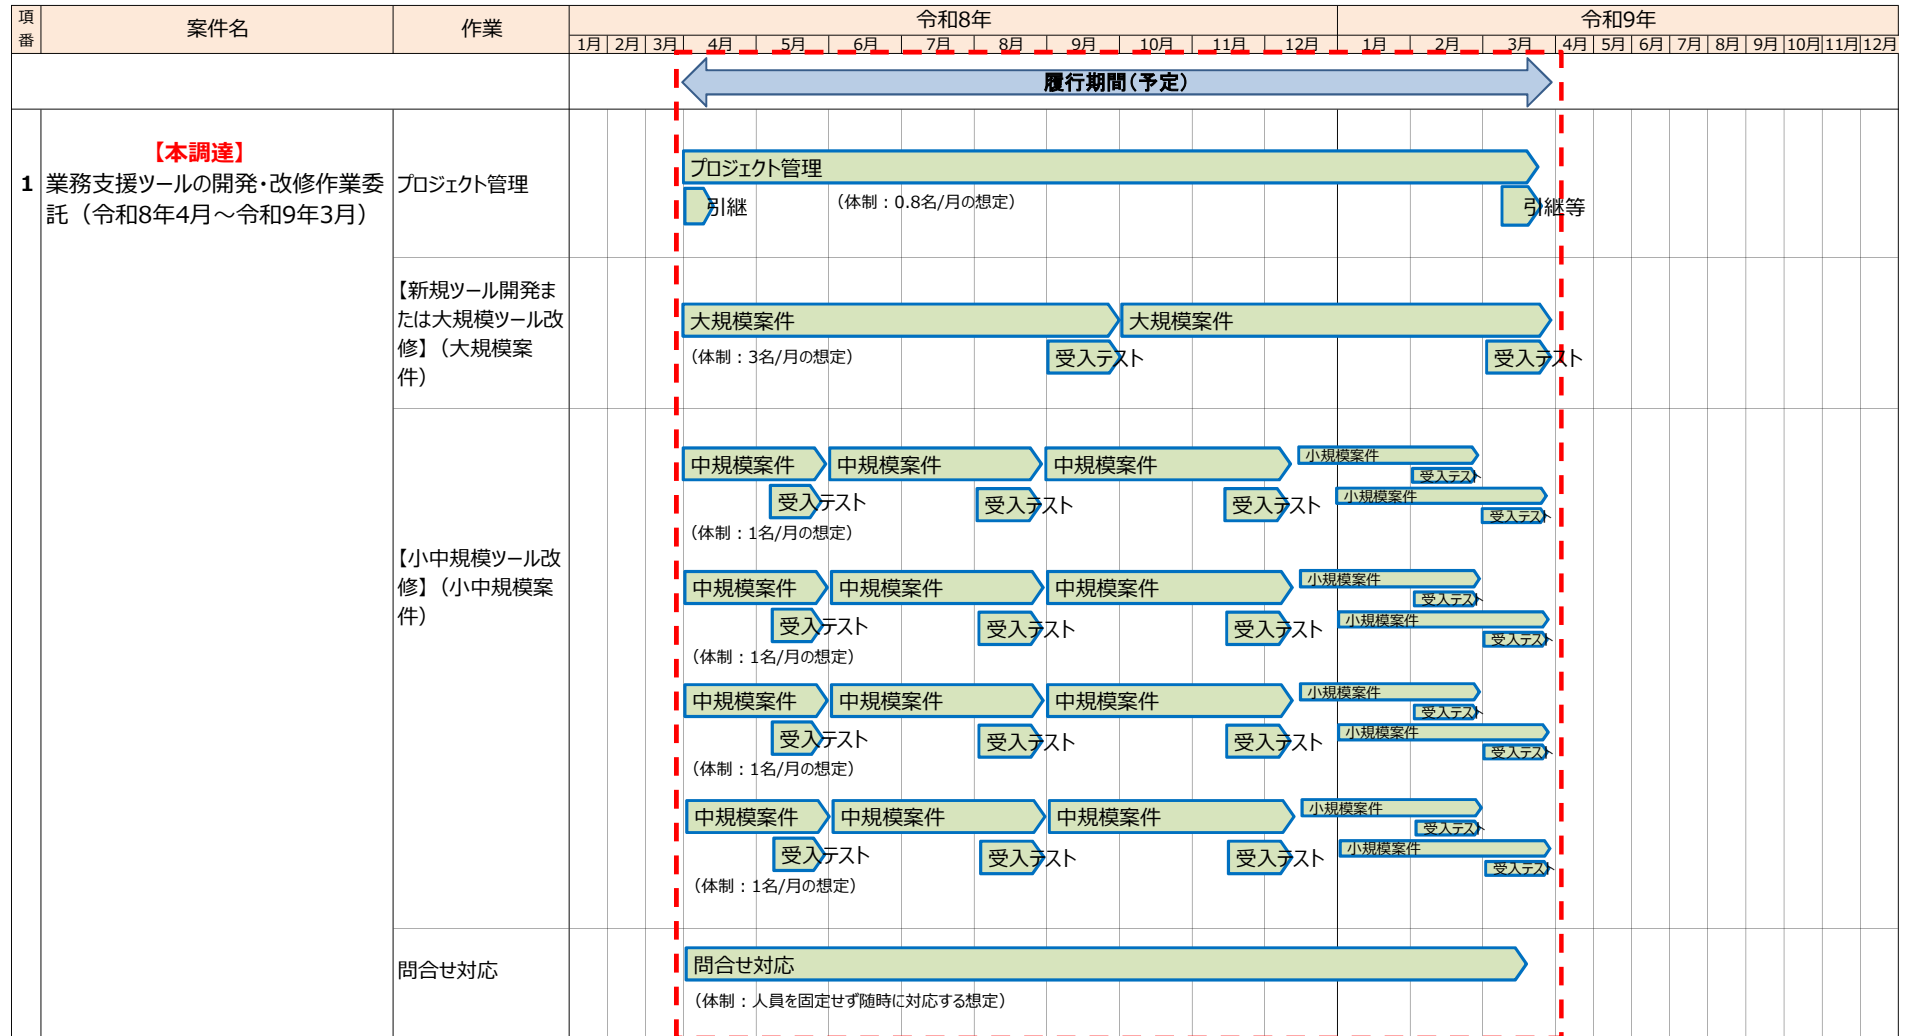 項番
案件名
作業
令和8年
令和9年
1月 2月 3月 4月 5月 6月 7月 8月 9月 10月 11月 12月 1月 2月 3月 4月 5月 6月 7月 8月 9月 10月 11月 12月
履行期間(予定)
1
【本調達】
業務支援ツールの開発・改修作業委
託（令和8年4月～令和9年3月）
プロジェクト管理
プロジェクト管理
引継
（体制：0.8名/月の想定）
引継等
【新規ツール開発ま
たは大規模ツール改
修】（大規模案
件）
大規模案件
大規模案件
（体制：3名/月の想定）
受入テスト
受入テスト
【小中規模ツール改
修】（小中規模案
件）
中規模案件
中規模案件
中規模案件
小規模案件
受入テスト
小規模案件
受入テスト
受入テスト
受入テスト
受入テスト
（体制：1名/月の想定）
中規模案件
中規模案件
中規模案件
小規模案件
受入テスト
小規模案件
受入テスト
受入テスト
受入テスト
受入テスト
（体制：1名/月の想定）
中規模案件
中規模案件
中規模案件
小規模案件
受入テスト
小規模案件
受入テスト
受入テスト
受入テスト
受入テスト
（体制：1名/月の想定）
中規模案件
中規模案件
中規模案件
小規模案件
受入テスト
小規模案件
受入テスト
受入テスト
受入テスト
受入テスト
（体制：1名/月の想定）
問合せ対応
問合せ対応
（体制：人員を固定せず随時に対応する想定）